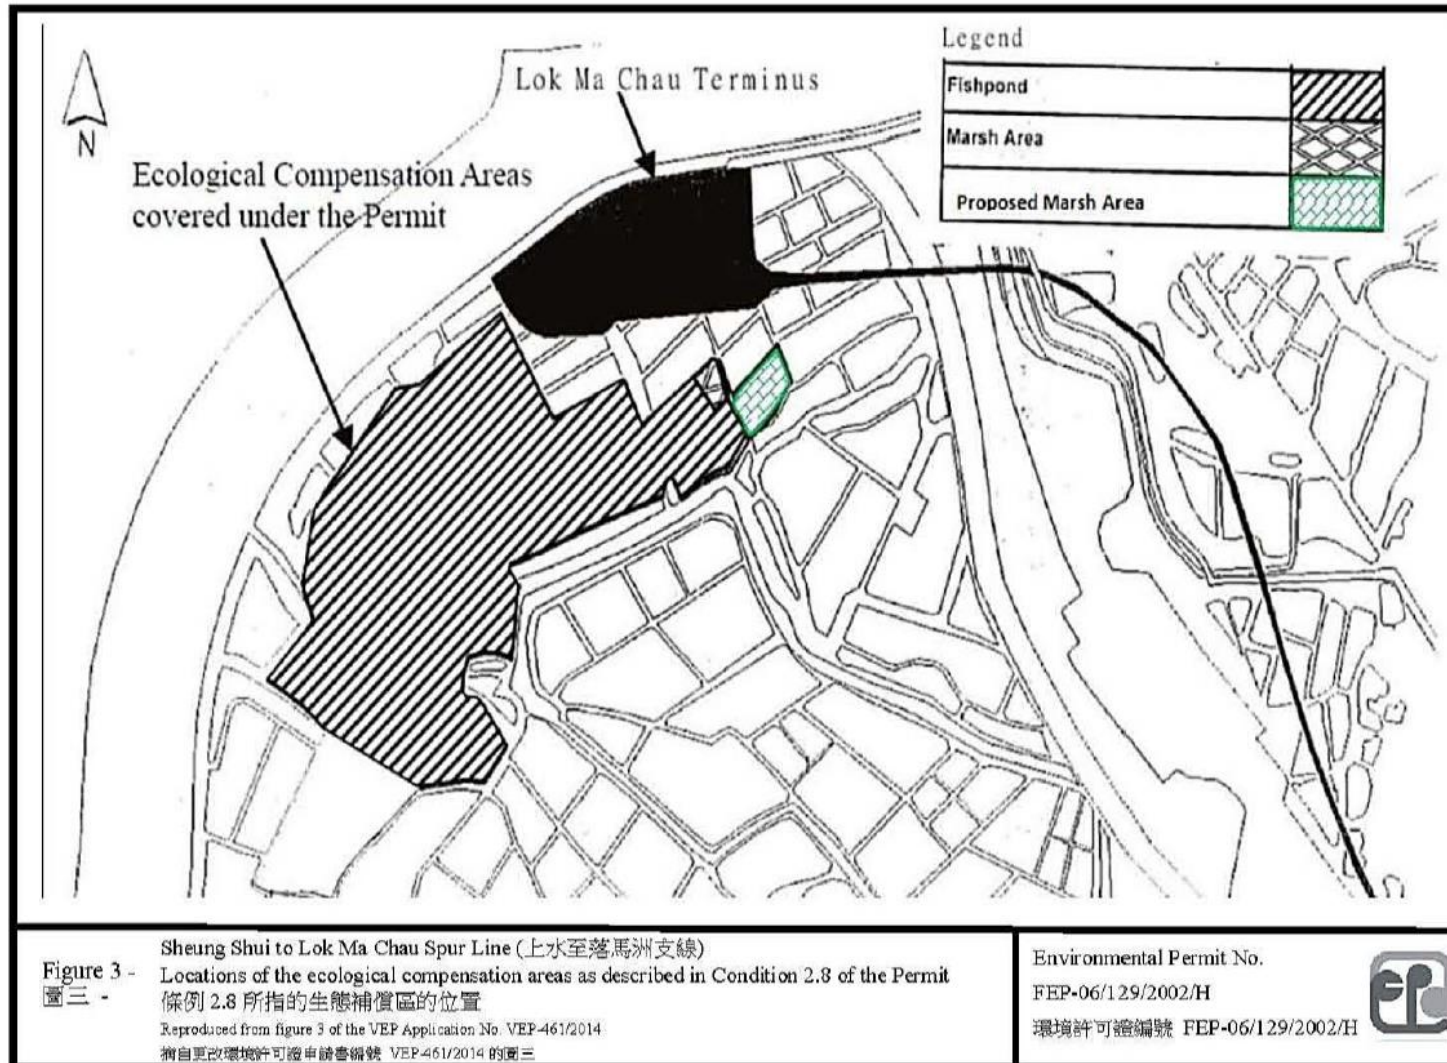 Legend
Fishpond
Marsh Area
Proposed Marsh Area
Lok Ma Chau Terminus
N
Ecological Compensation Areas
covered under the Permit
Figure 3 -
圖三 -
Sheung Shui to Lok Ma Chau Spur Line (上水至落馬洲支線)
Locations of the ecological compensation areas as described in Condition 2.8 of the Permit
條例 2.8 所指的生態補償區的位置
Reproduced from figure 3 of the VEP Application No. VEP-461/2014
摘自更改環境許可證申請書編號 VEP-461/2014 的圖三
Environmental Permit No.
FEP-06/129/2002/H
環境許可證編號 FEP-06/129/2002/H